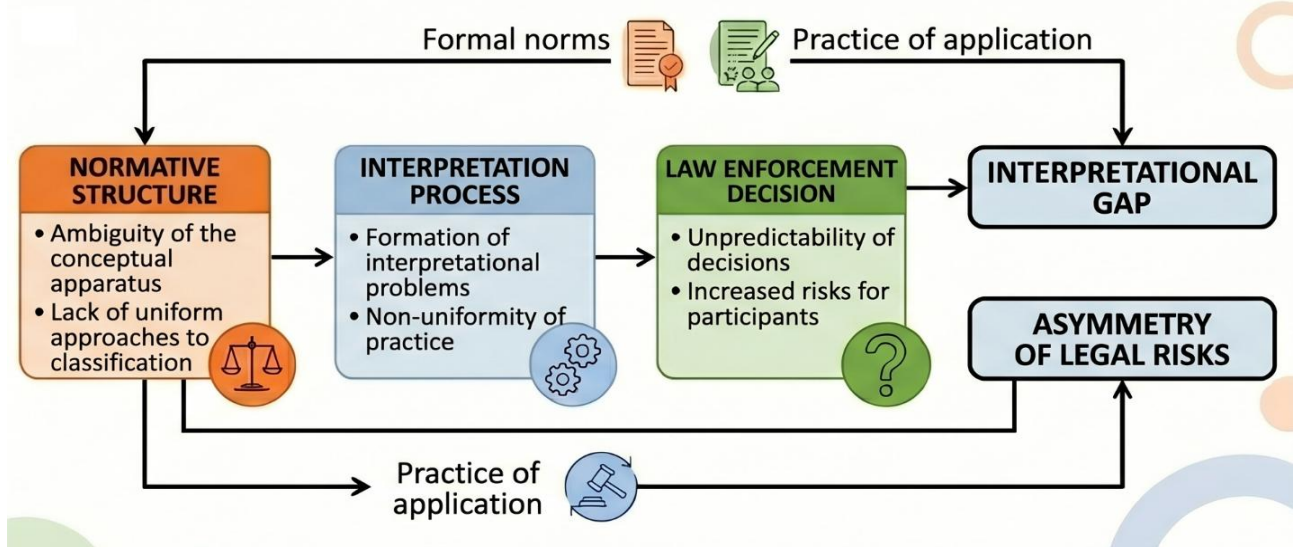 Formal norms
Practice of application
NORMATIVE
STRUCTURE
• Ambiguity of the
conceptual
apparatus
• Lack of uniform
approaches to
classification
INTERPRETATION
PROCESS
• Formation of
interpretational
problems
• Non-uniformity of
practice
LAW ENFORCEMENT
DECISION
• Unpredictability of
decisions
• Increased risks for
participants
?
INTERPRETATIONAL
GAP
ASYMMETRY
OF LEGAL RISKS
Practice of
application